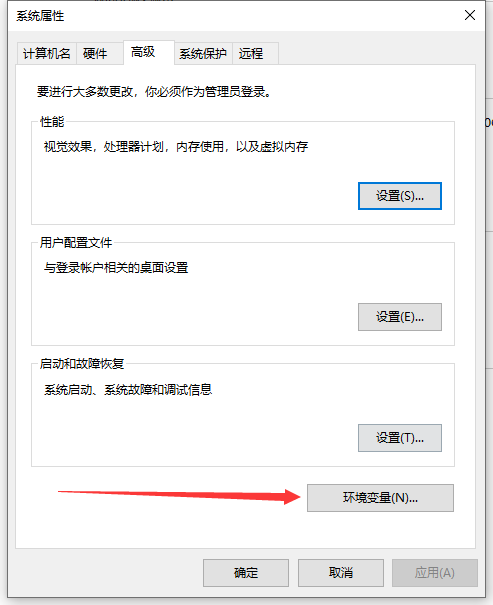 系统属性
计算机名 硬件 高级 系统保护 远程
要进行大多数更改，你必须作为管理员登录。
性能
视觉效果，处理器计划，内存使用，以及虚拟内存
设置(S)...
用户配置文件
与登录帐户相关的桌面设置
设置(E)...
启动和故障恢复
系统启动、系统故障和调试信息
设置(T)...
环境变量(N)...
确定 取消 应用(A)